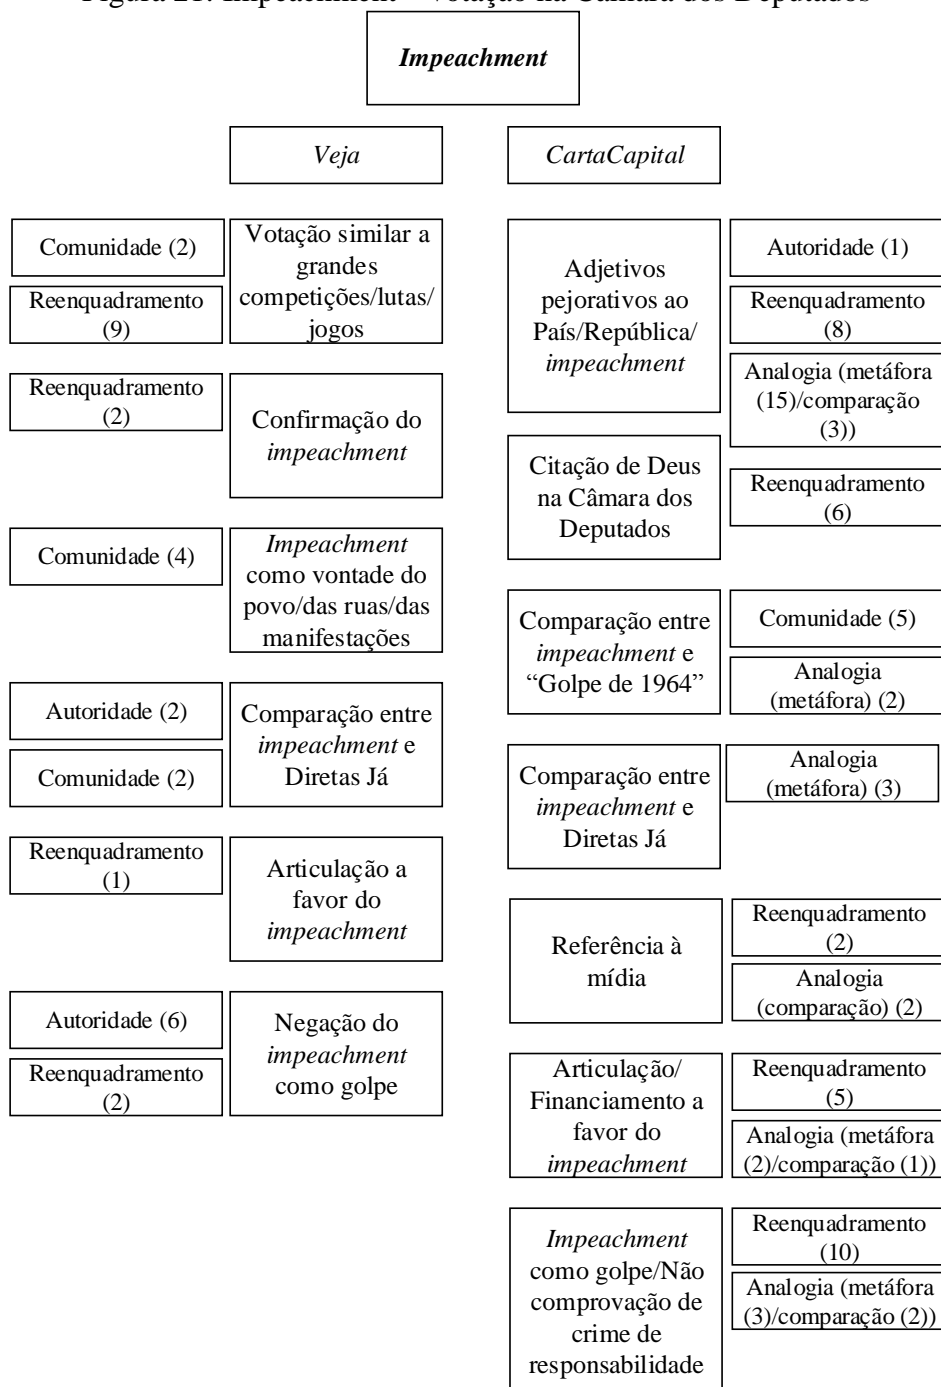 Figura 21: Impeachment – Votação na Câmara dos Deputados
Impeachment
Veja
CartaCapital
Comunidade (2)
Reenquadramento
(9)
Votação similar a
grandes
competições/lutas/
jogos
Reenquadramento
(2)
Confirmação do
impeachment
Comunidade (4)
Impeachment
como vontade do
povo/das ruas/das
manifestações
Autoridade (2)
Comunidade (2)
Comparação entre
impeachment e
Diretas Já
Reenquadramento
(1)
Articulação a
favor do
impeachment
Autoridade (6)
Reenquadramento
(2)
Negação do
impeachment
como golpe
Adjetivos
pejorativos ao
País/República/
impeachment
Autoridade (1)
Reenquadramento
(8)
Analogia (metáfora
(15)/comparação
(3))
Citação de Deus
na Câmara dos
Deputados
Reenquadramento
(6)
Comparação entre
impeachment e
“Golpe de 1964”
Comunidade (5)
Analogia
(metáfora) (2)
Comparação entre
impeachment e
Diretas Já
Analogia
(metáfora) (3)
Referência à
mídia
Reenquadramento
(2)
Analogia
(comparação) (2)
Articulação/
Financiamento a
favor do
impeachment
Reenquadramento
(5)
Analogia (metáfora
(2)/comparação (1))
Impeachment
como golpe/Não
comprovação de
crime de
responsabilidade
Reenquadramento
(10)
Analogia (metáfora
(3)/comparação (2))